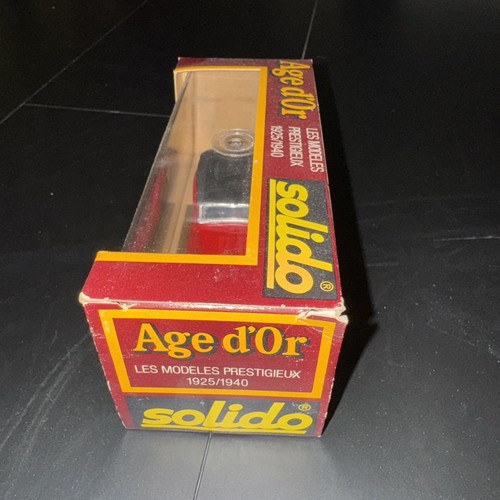 Age d'Or
LES MODELES
PRESTIGIEUX
1925/1940
solido®
Age d'Or
LES MODELES PRESTIGIEUX
1925/1940
solido®